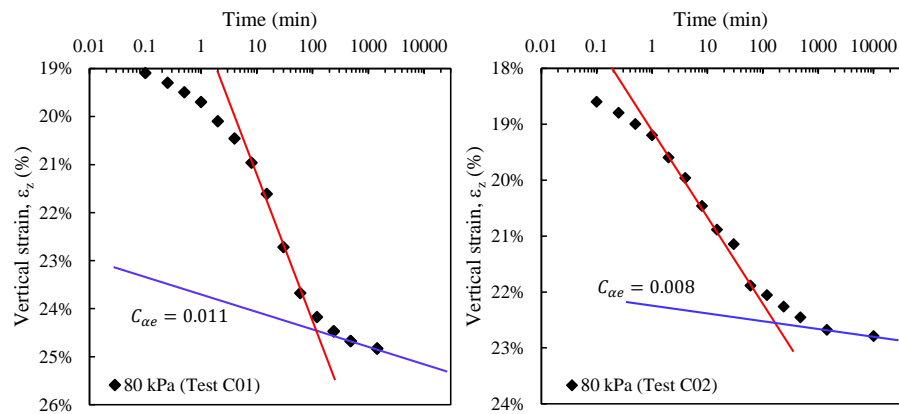 Time (min)
0.01 0.1 1 10 100 1000 10000
19%
20%
21%
22%
23%
24%
25%
26%
Vertical strain, εz (%)
Cαe = 0.011
80 kPa (Test C01)
Time (min)
0.01 0.1 1 10 100 1000 10000
18%
19%
20%
21%
22%
23%
24%
Vertical strain, εz (%)
Cαe = 0.008
80 kPa (Test C02)